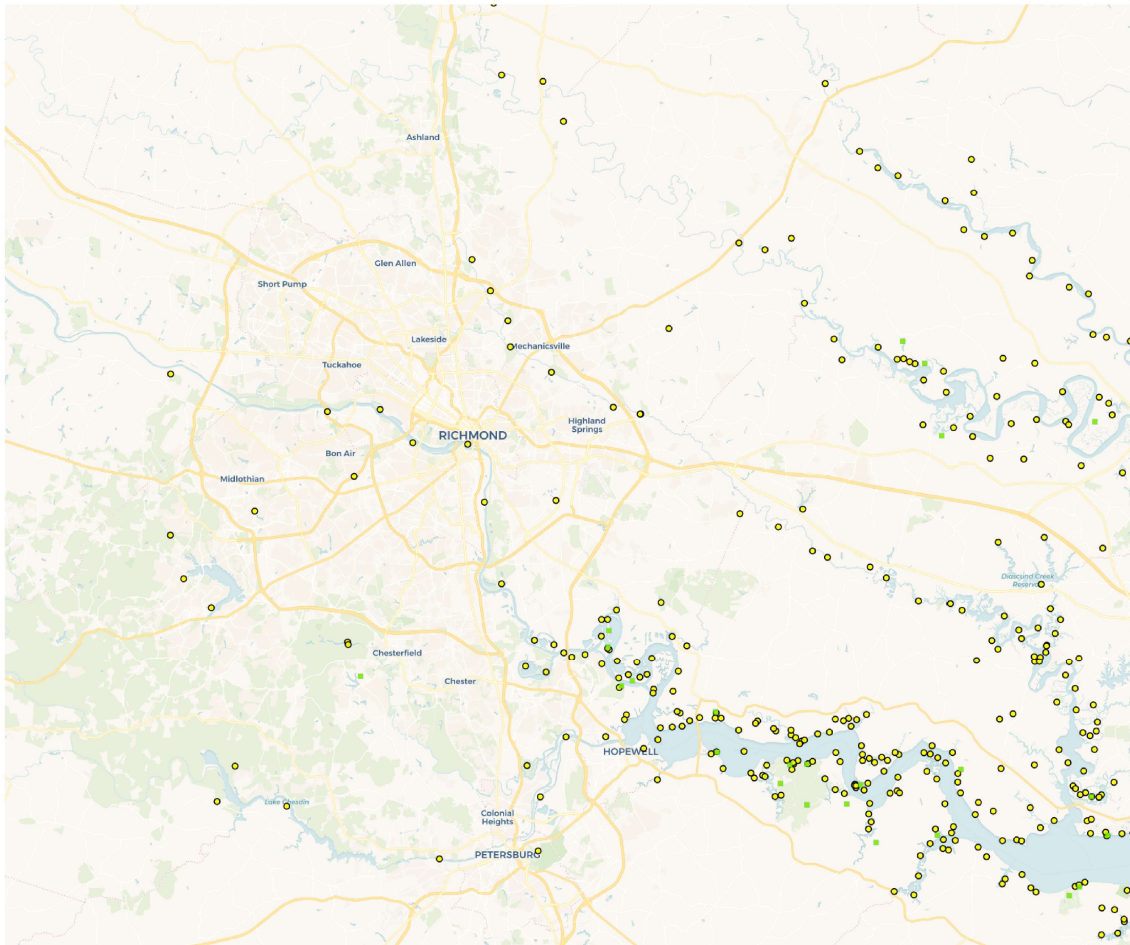 Ashland
Glen Allen
Short Pump
Lakeside
Mechanicsville
Tuckahoe
Highland
Springs
RICHMOND
Bon Air
Midlothian
Diascund Creek
Reservoir
Chesterfield
Chester
HOPEWELL
Lake Chesdin
Colonial
Heights
PETERSBURG